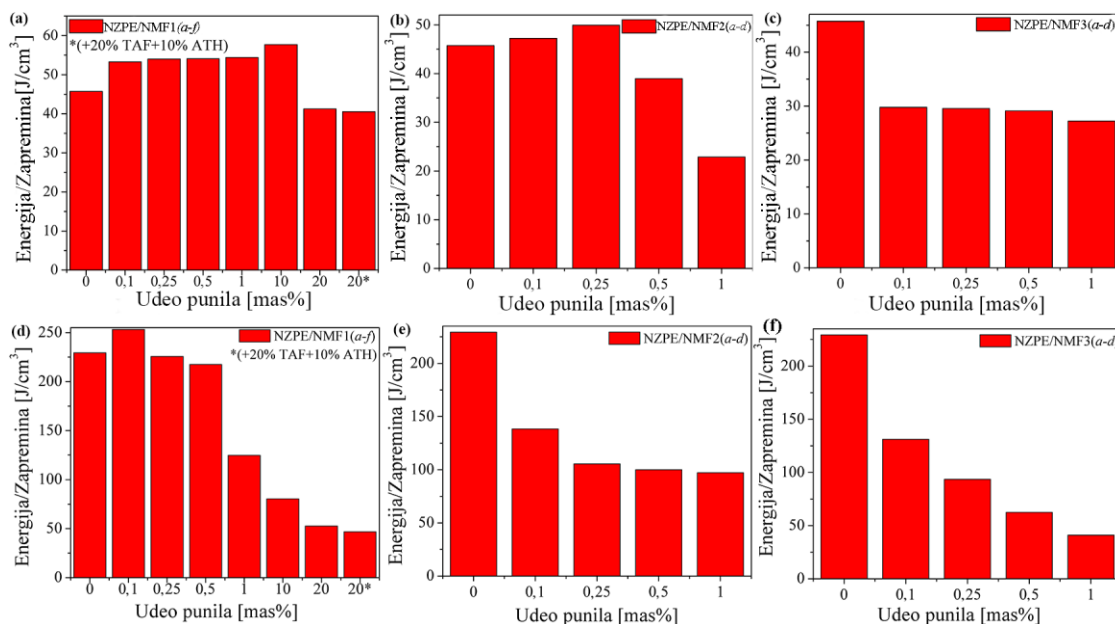 (a)
NZPE/NMF1(a-f)
*(+20% TAF+10% ATH)
Energija/Zapremina[J/cm³]
60
50
40
30
20
10
0
0 0,1 0,25 0,5 1 10 20 20*
Udeo punila [mas%]
(b)
NZPE/NMF2(a-d)
Energija/Zapremina [J/cm³]
50
40
30
20
10
0
0 0,1 0,25 0,5 1
Udeo punila [mas%]
(c)
NZPE/NMF3(a-d)
Energija/Zapremina [J/cm³]
40
30
20
10
0
0 0,1 0,25 0,5 1
Udeo punila [mas%]
(d)
NZPE/NMF1(a-f)
*(+20% TAF+10% ATH)
Energija/Zapremina [J/cm³]
250
200
150
100
50
0
0 0,1 0,25 0,5 1 10 20 20*
Udeo punila [mas%]
(e)
NZPE/NMF2(a-d)
Energija/Zapremina [J/cm³]
200
150
100
50
0
0 0,1 0,25 0,5 1
Udeo punila [mas%]
(f)
NZPE/NMF3(a-d
Energija/Zapremina [J/cm³]
200
150
100
50
0
0 0,1 0,25 0,5 1
Udeo punila [mas%]